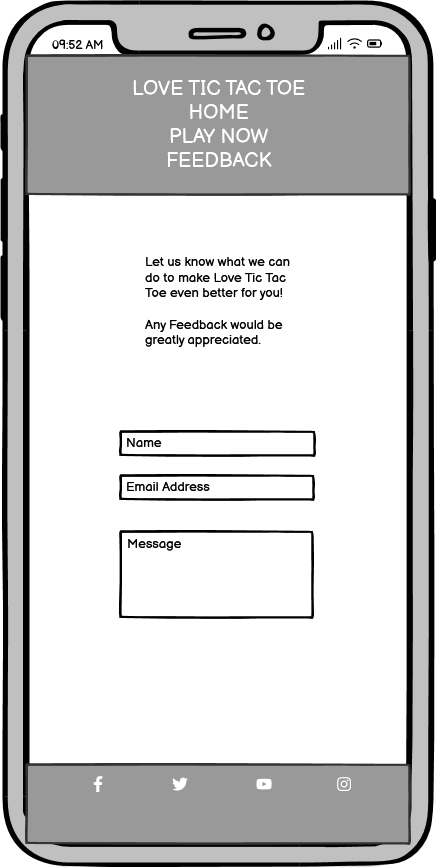 09:52 AM
LOVE TIC TAC TOE
HOME
PLAY NOW
FEEDBACK
Let us know what we can
do to make Love Tic Tac
Toe even better for you!
Any Feedback would be
greatly appreciated.
Name
Email Address
Message